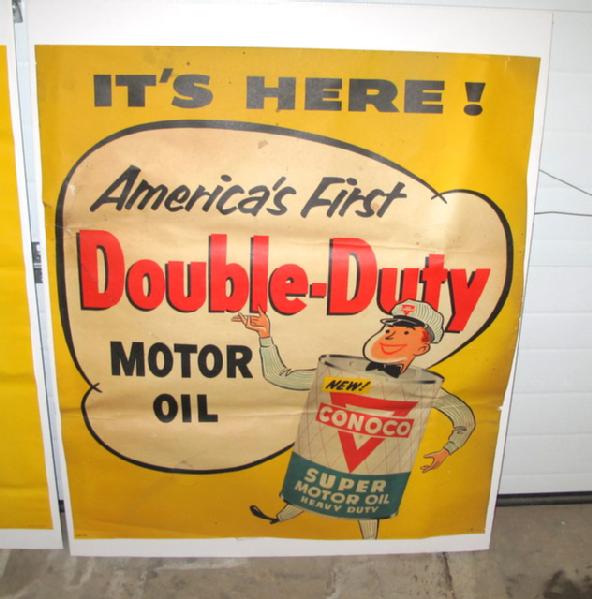 IT'S HERE!
America's First
Double-Duty
MOTOR
OIL
NEW!
CONOCO
SUPER
MOTOR OIL
HEAVY DUTY